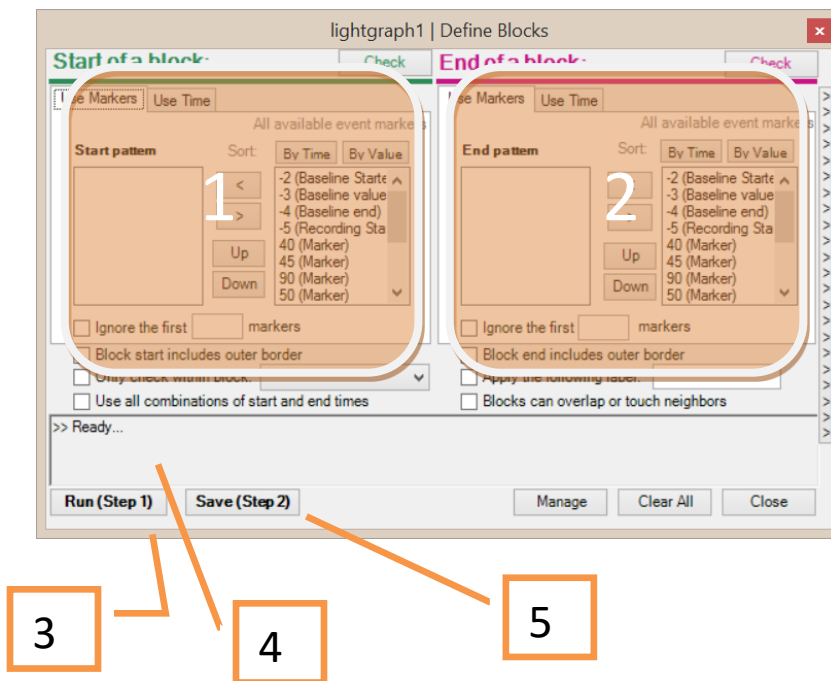 lightgraph1 | Define Blocks
x
Start of a block:
Check
End of a block:
Check
Use Markers
Use Time
All available event markers
Start pattern
Sort:
By Time
By Value
<
>
Up
Down
-2 (Baseline Starte
-3 (Baseline value
-4 (Baseline end)
-5 (Recording Sta
40 (Marker)
45 (Marker)
90 (Marker)
50 (Marker)
1
Ignore the first
markers
Block start includes outer border
Only check within block:
Use all combinations of start and end times
Use Markers
Use Time
All available event markers
End pattern
Sort:
By Time
By Value
Up
Down
-2 (Baseline Starte
-3 (Baseline value
-4 (Baseline end)
-5 (Recording Sta
40 (Marker)
45 (Marker)
90 (Marker)
50 (Marker)
2
Ignore the first
markers
Block end includes outer border
Apply the following label:
Blocks can overlap or touch neighbors
>> Ready...
Run (Step 1)
Save (Step 2)
Manage
Clear All
Close
3
4
5